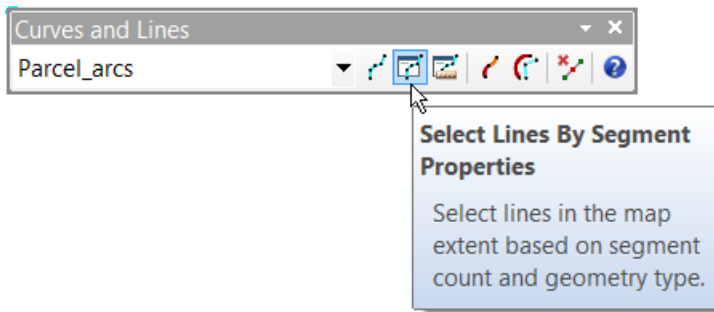 Curves and Lines
Parcel_arcs
Select Lines By Segment
Properties
Select lines in the map
extent based on segment
count and geometry type.